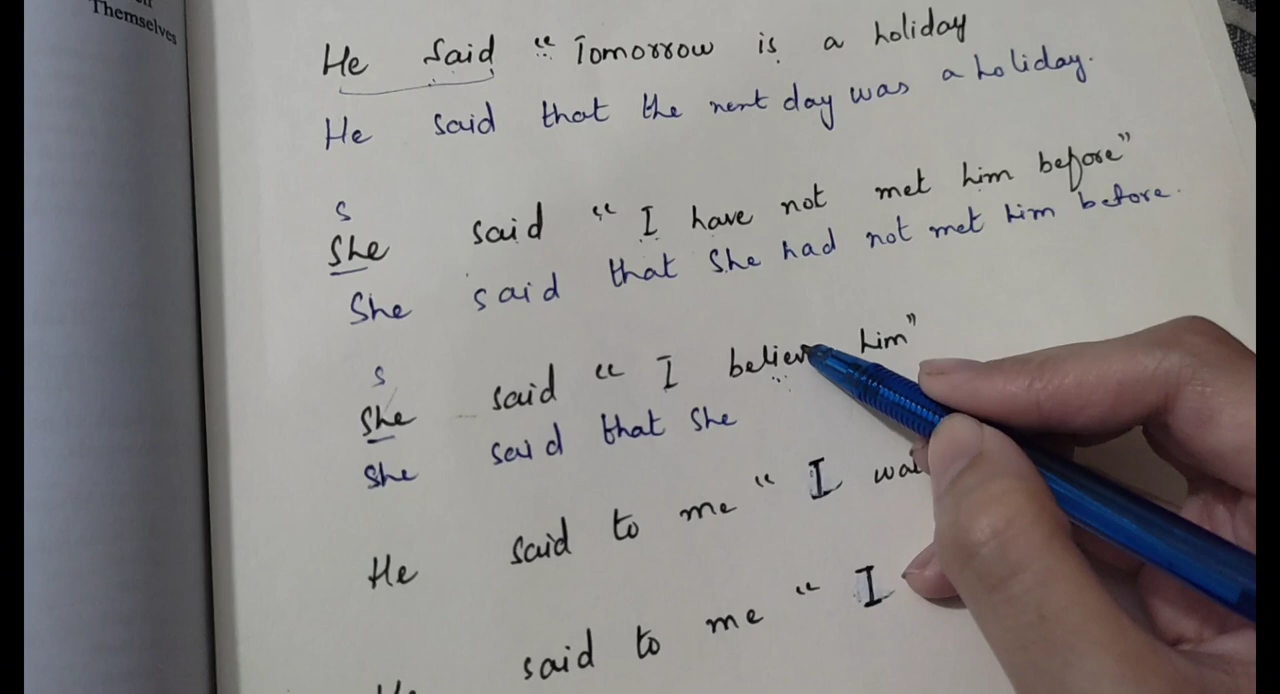 Themselves
He said “ Tomorrow is a holiday
He said that the next day was a holiday.
S
She said “ I have not met him before”
She said that She had not met him before.
S
She said “ I believe him”
She said that She
He said to me “ I
said to me “ I